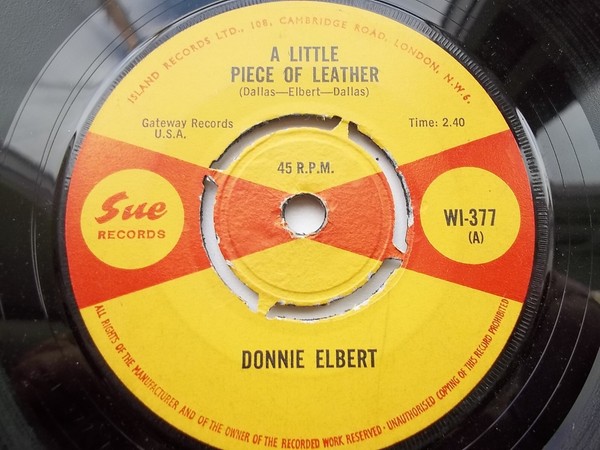 ISLAND RECORDS LTD., 108, CAMBRIDGE ROAD, LONDON, N.W.6.
A LITTLE
PIECE OF LEATHER
(Dallas—Elbert—Dallas)
Gateway Records
U.S.A.
Time: 2.40
45 R.P.M.
Sue
RECORDS
WI-377
(A)
DONNIE ELBERT
ALL RIGHTS OF THE MANUFACTURER AND OF THE OWNER OF THE RECORDED WORK RESERVED · UNAUTHORISED COPYING OF THIS RECORD PROHIBITED